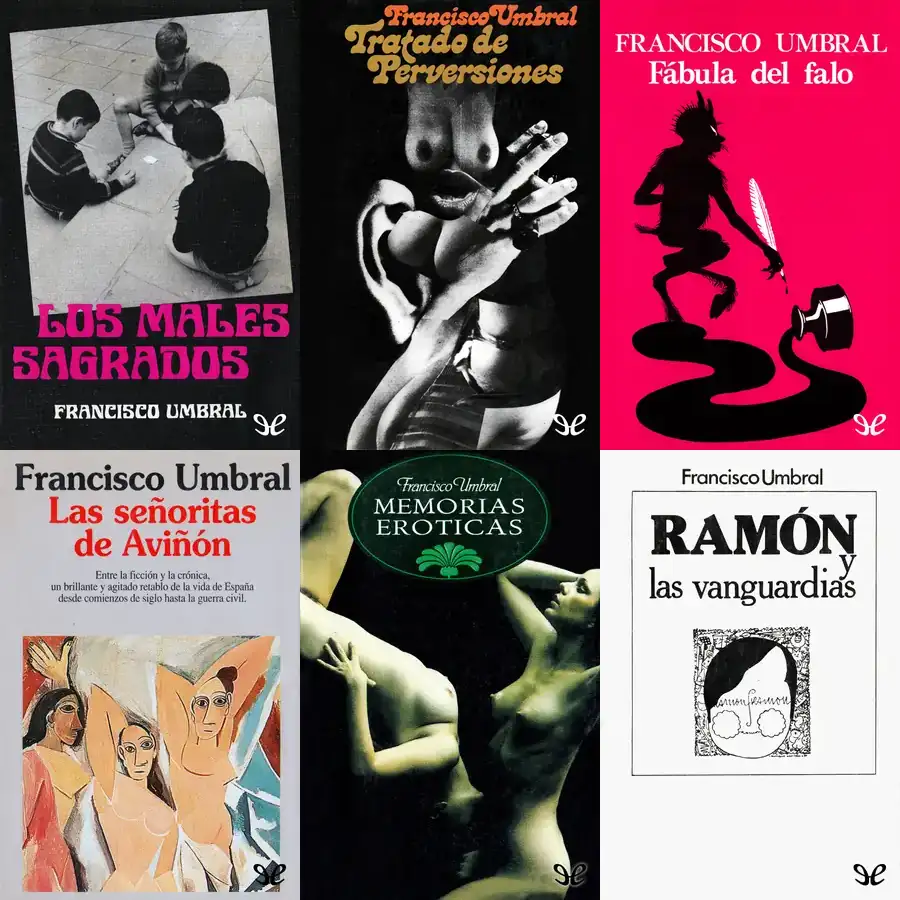 LOS MALES
SAGRADOS
FRANCISCO UMBRAL
Francisco Umbral
Tratado de
Perversiones
FRANCISCO UMBRAL
Fábula del falo
Francisco Umbral
Las señoritas
de Aviñón
Entre la ficción y la crónica,
un brillante y agitado retablo de la vida de España
desde comienzos de siglo hasta la guerra civil.
Francisco Umbral
MEMORIAS
EROTICAS
Francisco Umbral
RAMÓN
y
las vanguardias